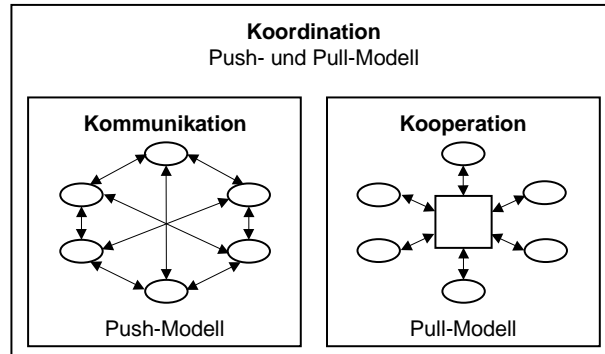 Koordination
Push- und Pull-Modell
Kommunikation
Push-Modell
Kooperation
Pull-Modell